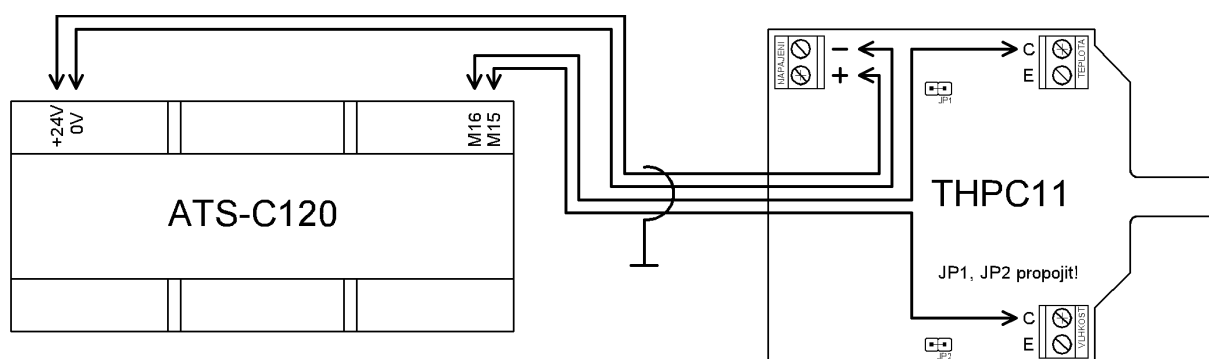 +24V
0V
M16
M15
ATS-C120
NAPÁJENÍ
−
+
C
E
TEPLOTA
JP1
THPC11
JP1, JP2 propojit!
C
E
VLHKOST
JP2